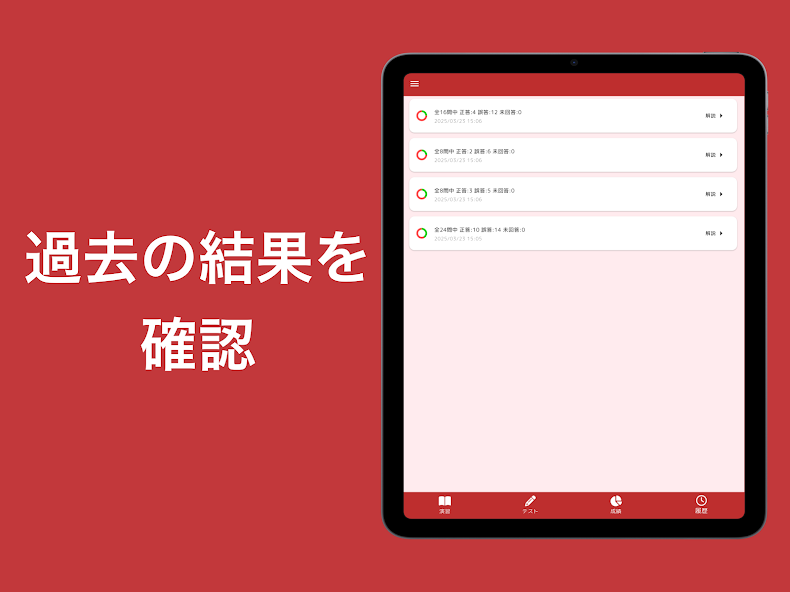 過去の結果を
確認
全16問中 正答:4 誤答:12 未回答:0
2025/03/23 15:06
解説
全8問中 正答:2 誤答:6 未回答:0
2025/03/23 15:06
解説
全8問中 正答:3 誤答:5 未回答:0
2025/03/23 15:06
解説
全24問中 正答:10 誤答:14 未回答:0
2025/03/23 15:05
解説
演習 テスト 成績 履歴